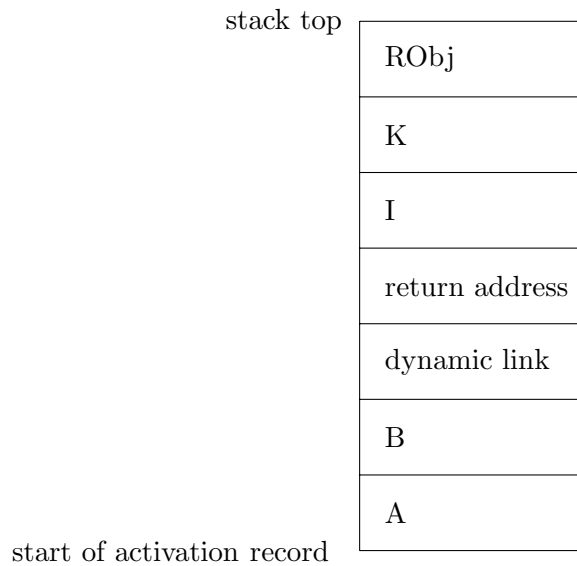 stack top
RObj
K
I
return address
dynamic link
B
A
start of activation record